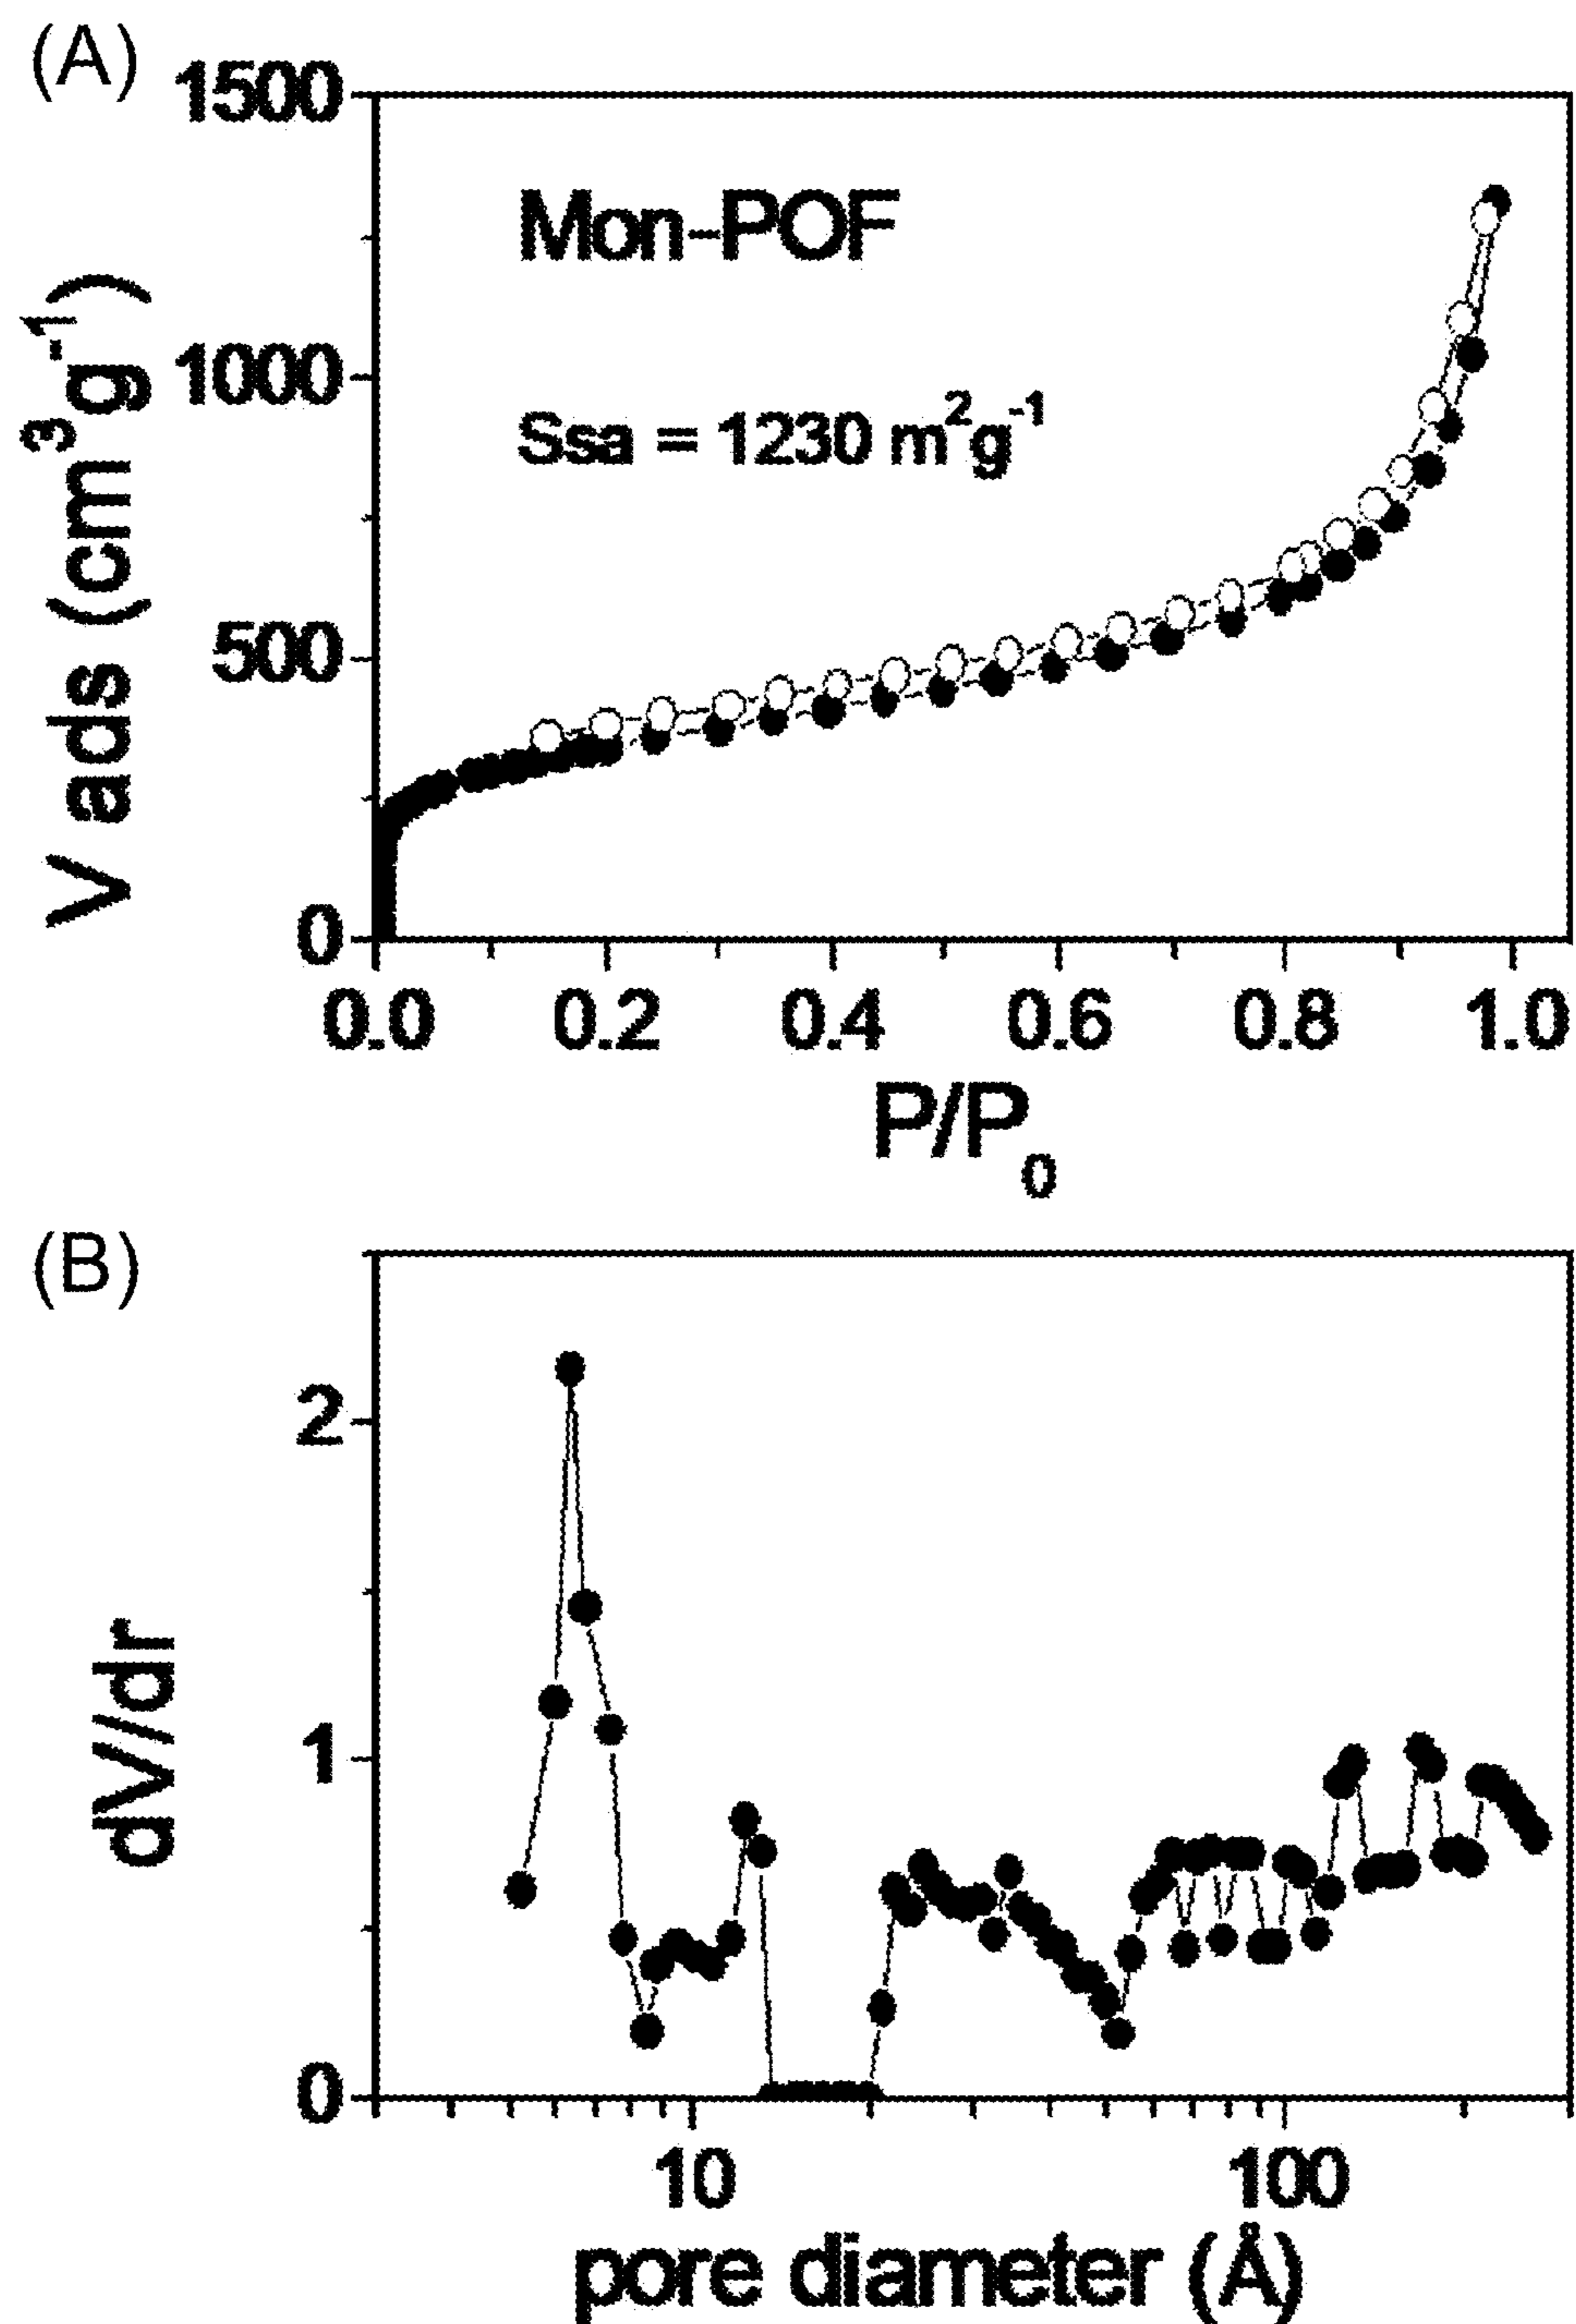 (A)
1500
Mon-POF
1000
Ssa = 1230 m²g⁻¹
500
0
V ads (cm³g⁻¹)
0.0 0.2 0.4 0.6 0.8 1.0
P/P₀
(B)
2
1
0
dV/dr
10 100
pore diameter (Å)